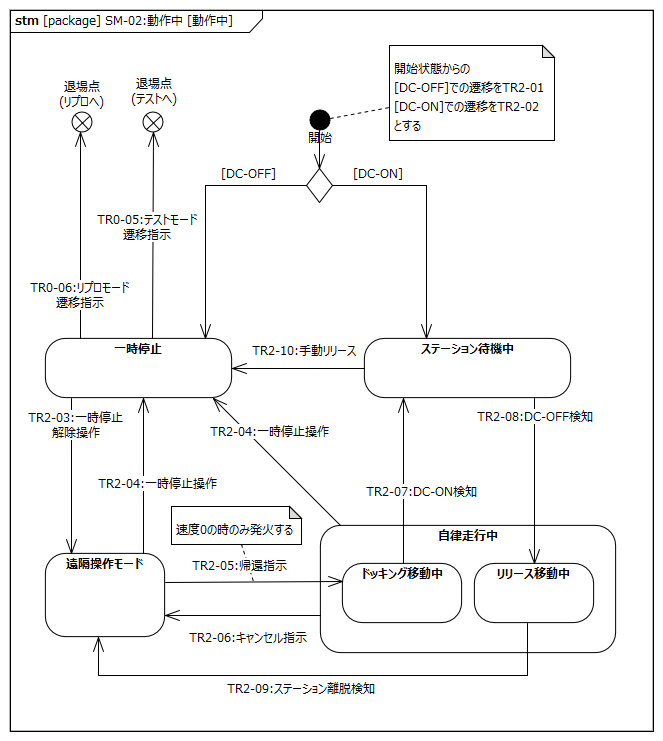 stm [package] SM-02:動作中 [動作中]
退場点
(リプロへ)
退場点
(テストへ)
開始状態からの
[DC-OFF]での遷移をTR2-01
[DC-ON]での遷移をTR2-02
とする
開始
[DC-OFF]
[DC-ON]
TR0-05:テストモード
遷移指示
TR0-06:リプロモード
遷移指示
一時停止
TR2-10:手動リリース
ステーション待機中
TR2-03:一時停止
解除操作
TR2-04:一時停止操作
TR2-08:DC-OFF検知
TR2-04:一時停止操作
TR2-07:DC-ON検知
速度0の時のみ発火する
自律走行中
遠隔操作モード
TR2-05:帰還指示
ドッキング移動中
リリース移動中
TR2-06:キャンセル指示
TR2-09:ステーション離脱検知